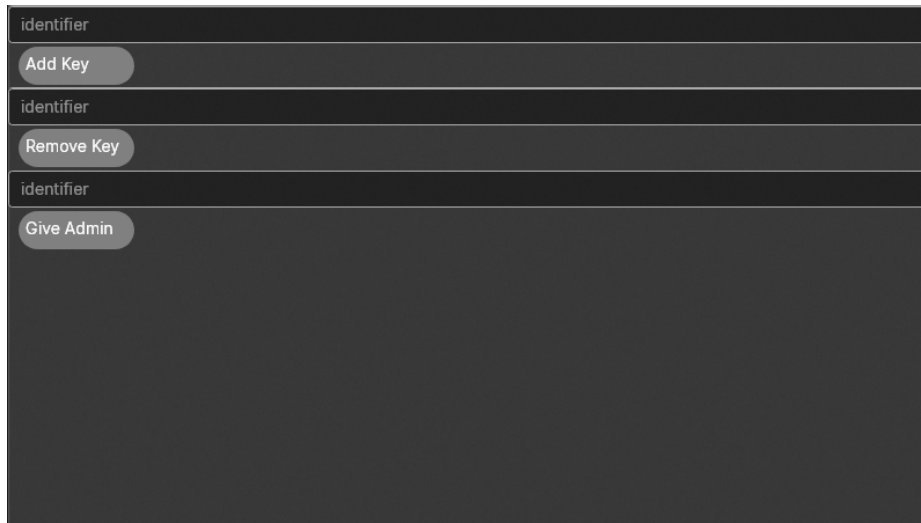 identifier
Add Key
identifier
Remove Key
identifier
Give Admin